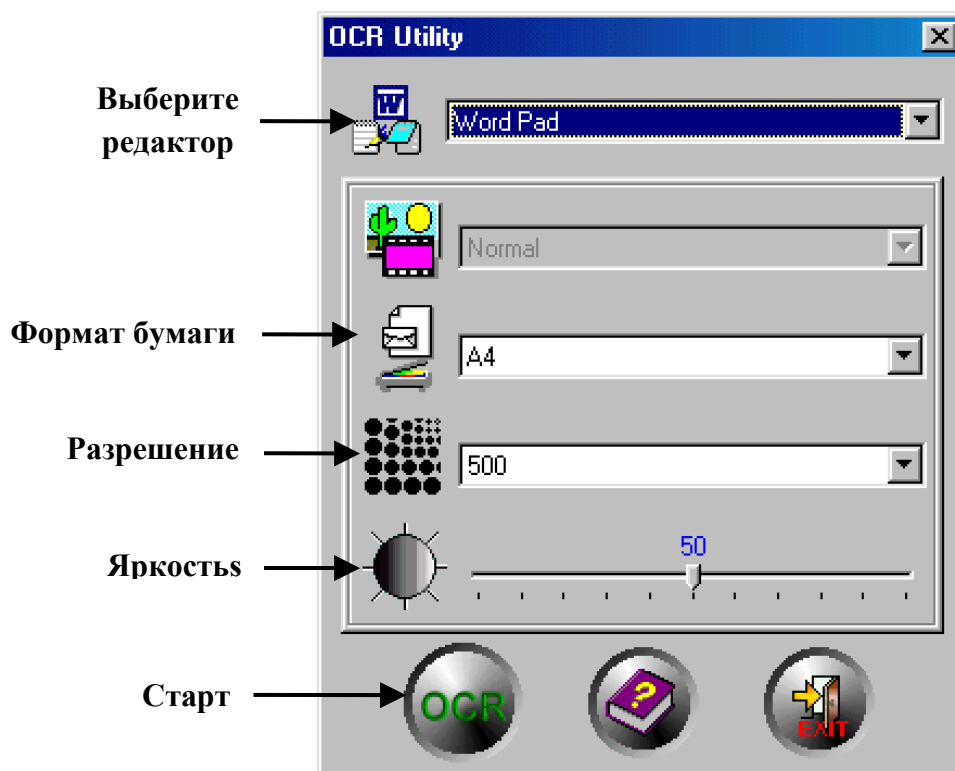 OCR Utility
Выберите
редактор
Word Pad
Normal
Формат бумаги
A4
Разрешение
500
Яркостьs
50
Старт
OCR
?
EXIT